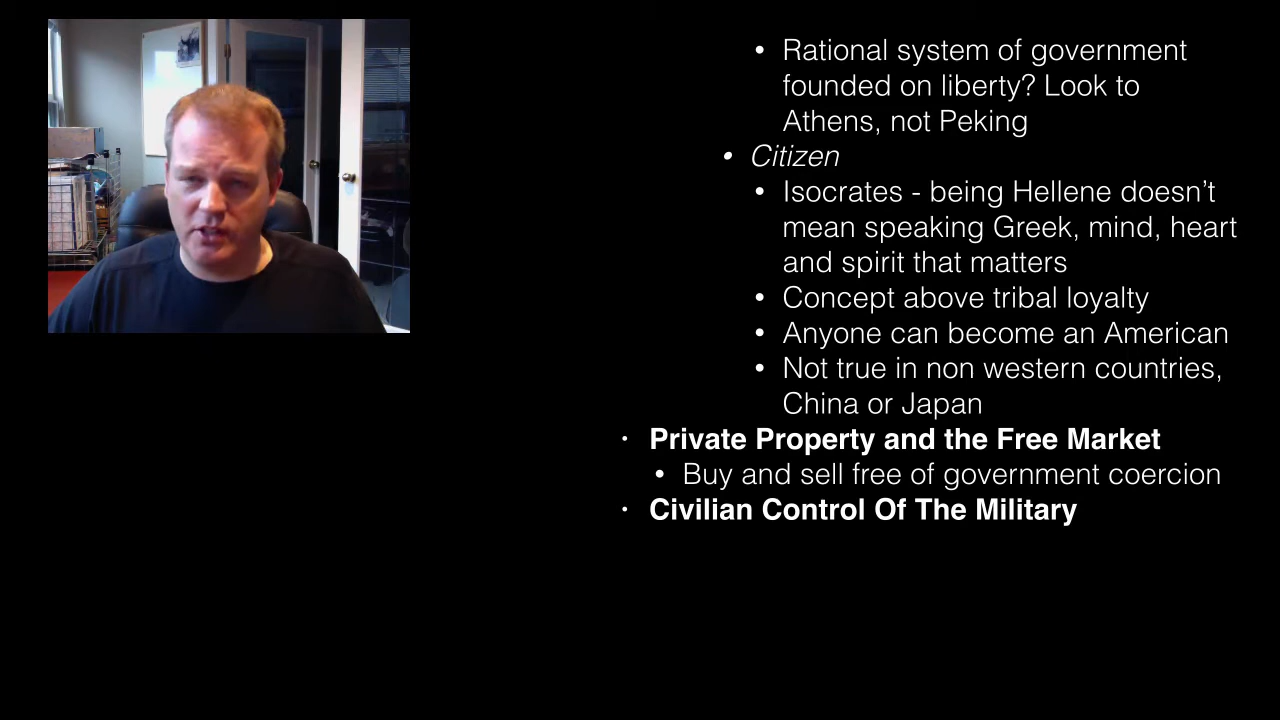 • Rational system of government
founded on liberty? Look to
Athens, not Peking
• Citizen
• Isocrates - being Hellene doesn’t
mean speaking Greek, mind, heart
and spirit that matters
• Concept above tribal loyalty
• Anyone can become an American
• Not true in non western countries,
China or Japan
· Private Property and the Free Market
• Buy and sell free of government coercion
· Civilian Control Of The Military